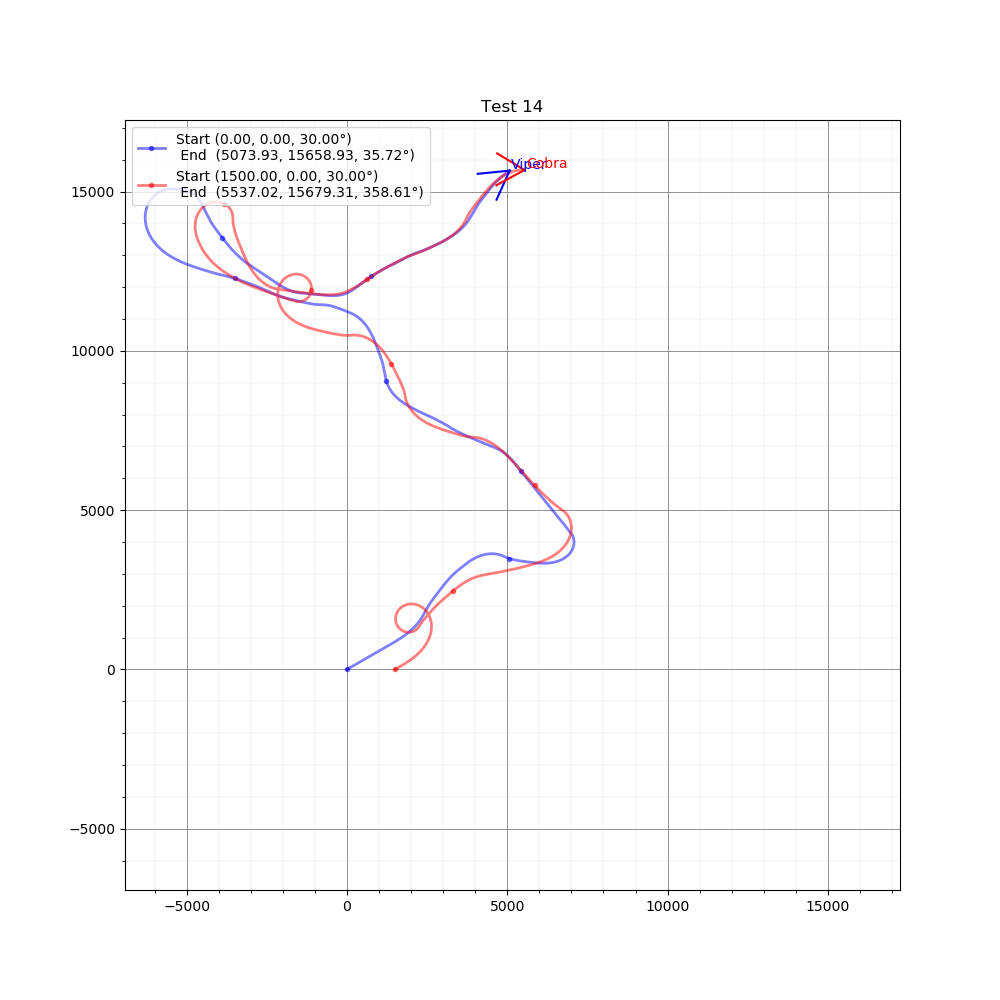 Test 14
Start (0.00, 0.00, 30.00°)
End  (5073.93, 15658.93, 35.72°)
Start (1500.00, 0.00, 30.00°)
End  (5537.02, 15679.31, 358.61°)
Viper
Cobra
15000
10000
5000
0
−5000
−5000
0
5000
10000
15000